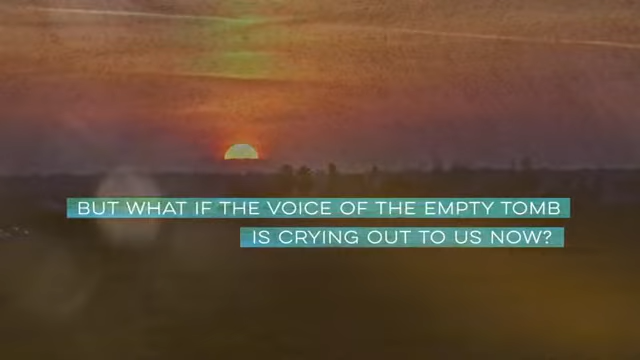 BUT WHAT IF THE VOICE OF THE EMPTY TOMB
IS CRYING OUT TO US NOW?